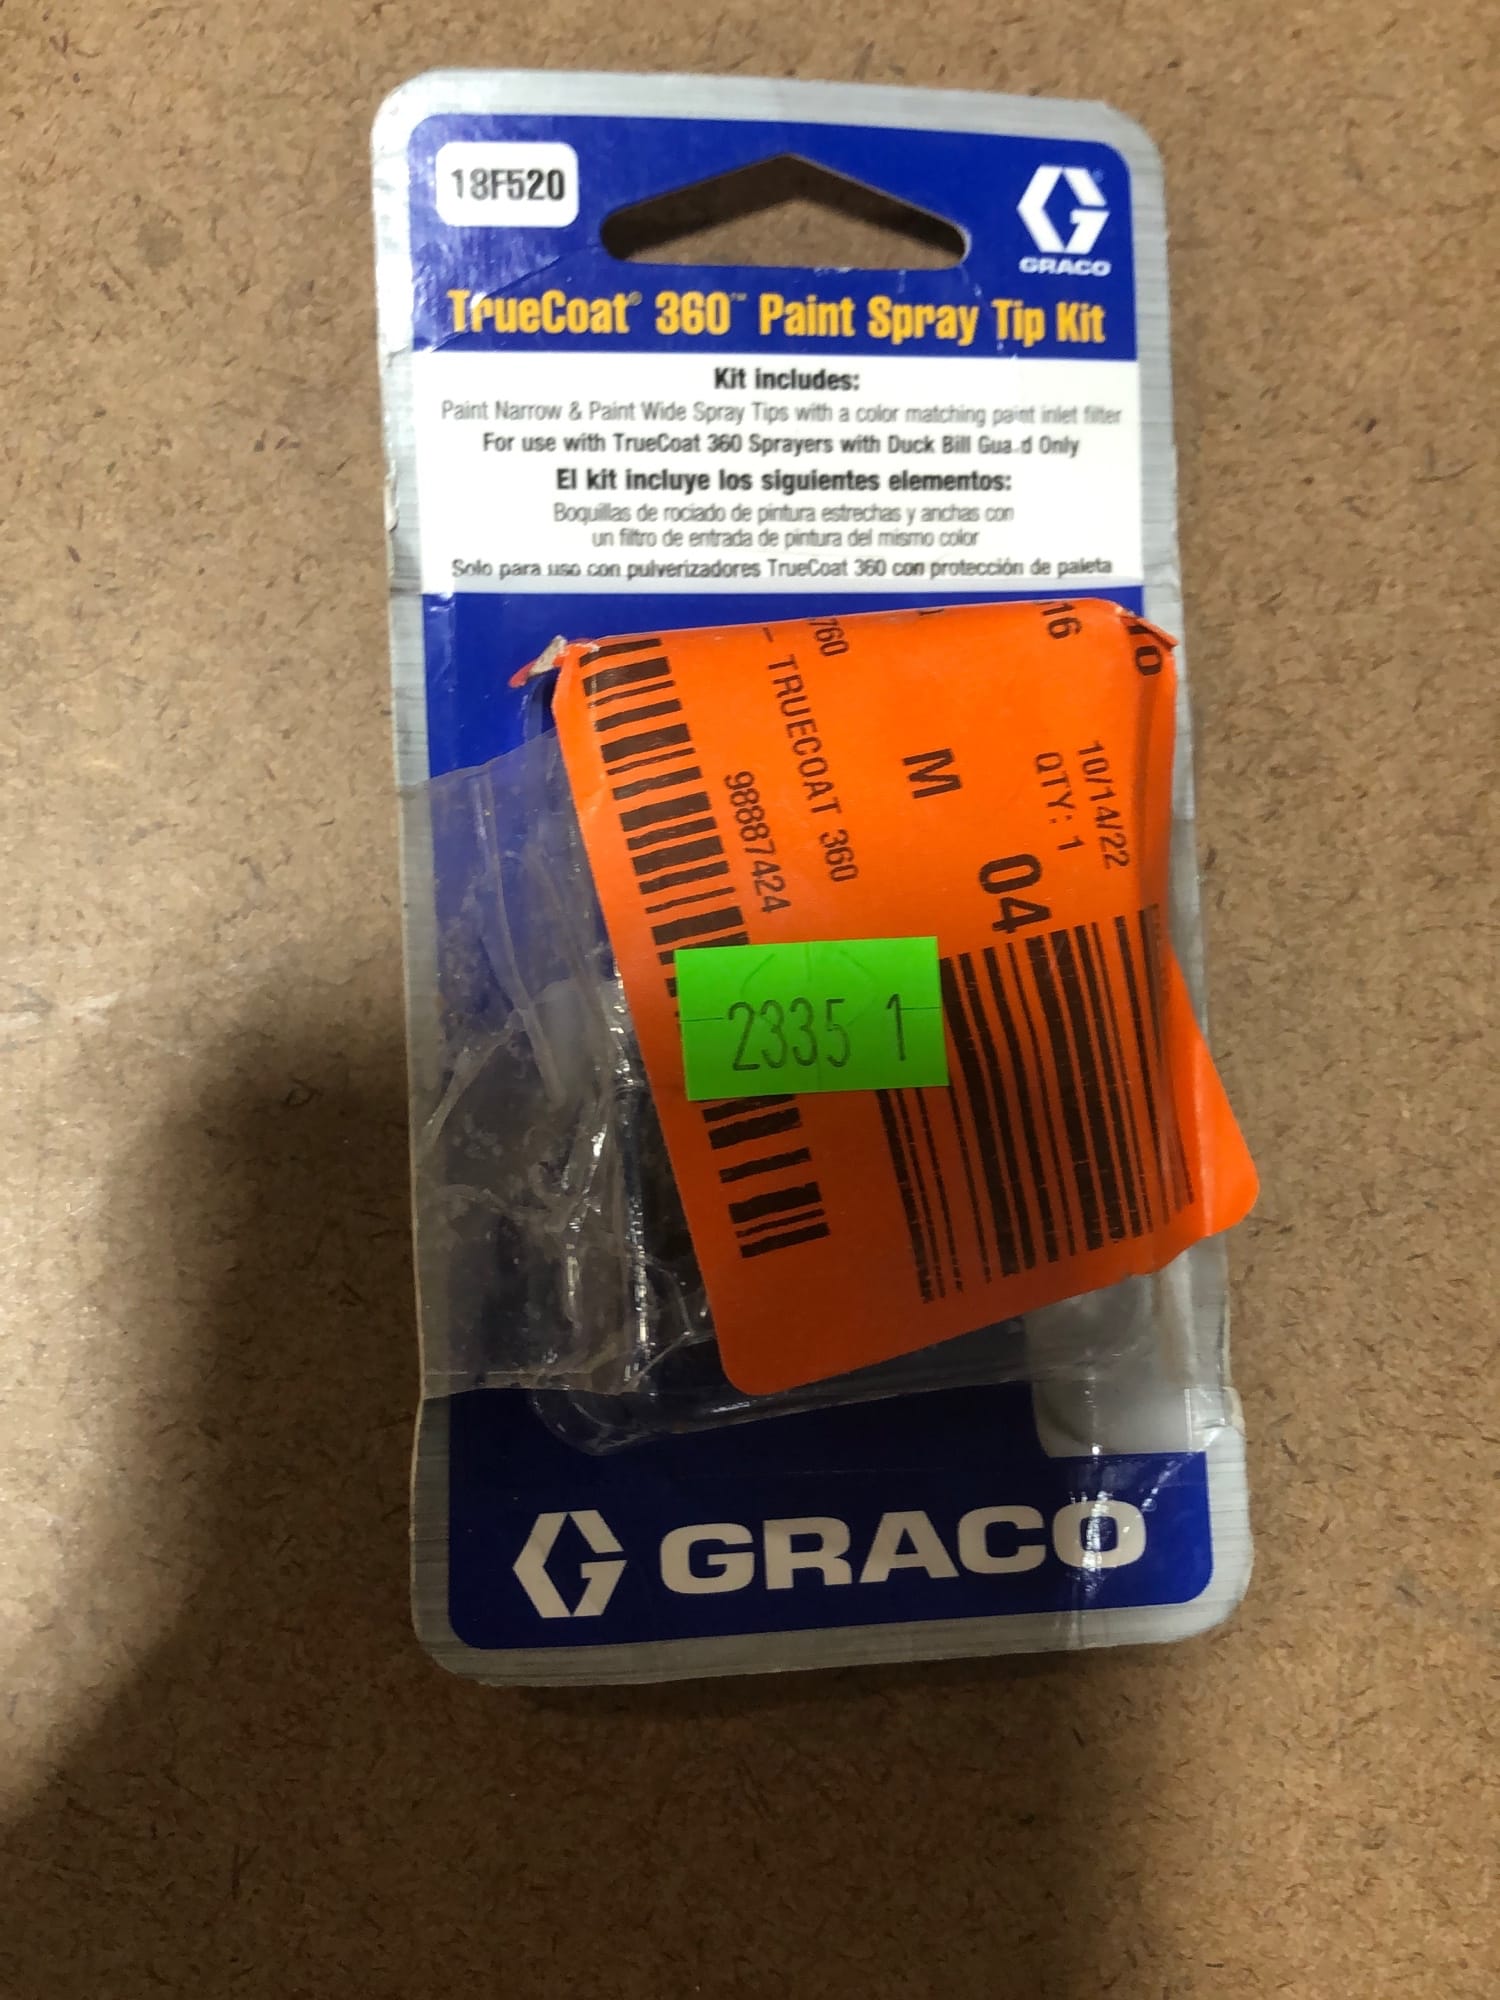 18F520
GRACO
TrueCoat® 360™ Paint Spray Tip Kit
Kit includes:
Paint Narrow & Paint Wide Spray Tips with a color matching paint inlet filter
For use with TrueCoat 360 Sprayers with Duck Bill Gua.d Only
El kit incluye los siguientes elementos:
Boquillas de rociado de pintura estrechas y anchas con
un filtro de entrada de pintura del mismo color
Solo para uso con pulverizadores TrueCoat 360 con protección de paleta
%
16
10/14/22
QTY: 1
04
M
760
- TRUECOAT 360
98887424
2335 1
GRACO